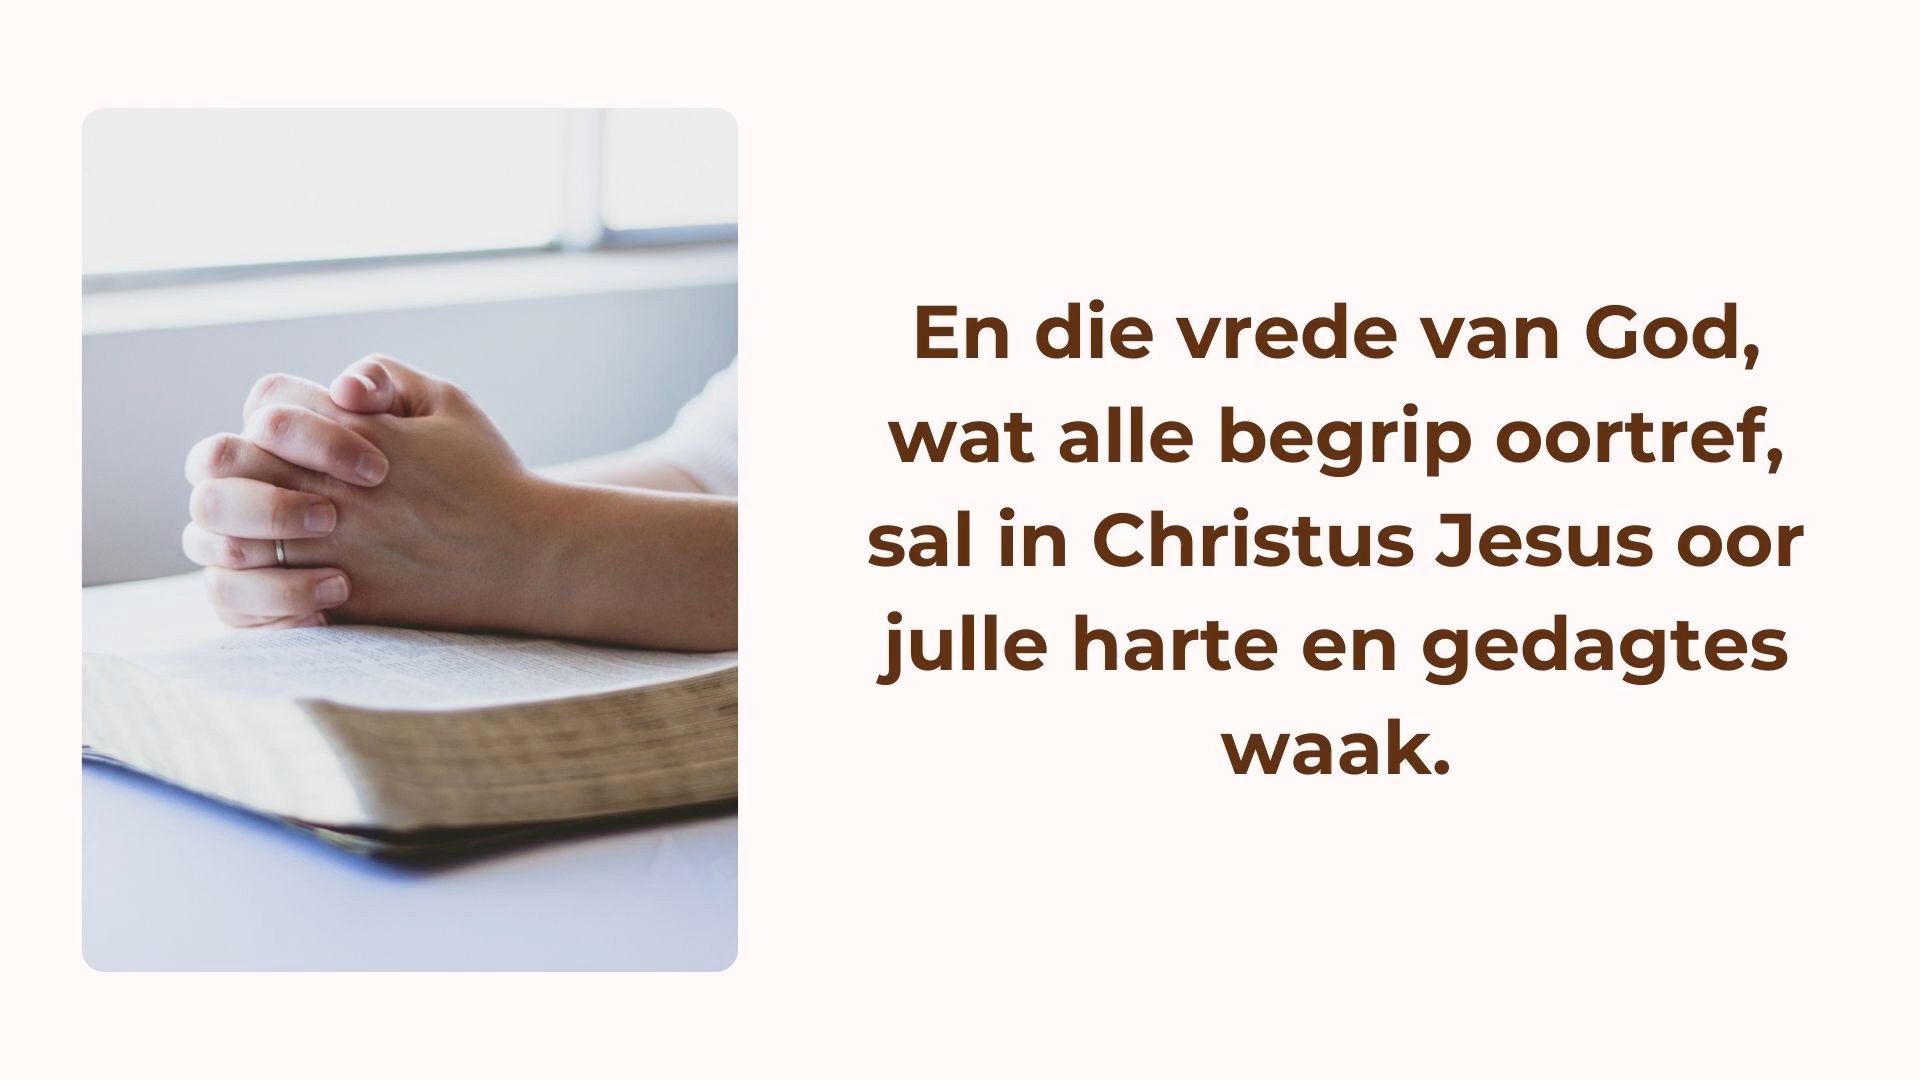 En die vrede van God,
wat alle begrip oortref,
sal in Christus Jesus oor
julle harte en gedagtes
waak.